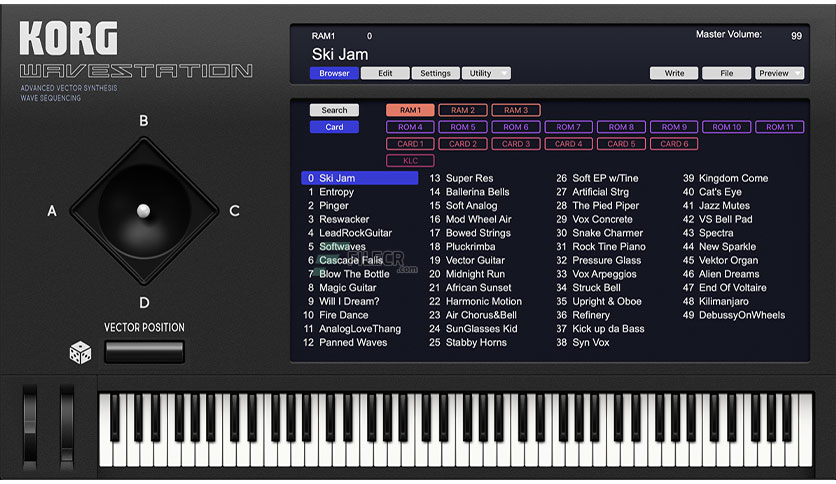 KORG
WAVESTATION
ADVANCED VECTOR SYNTHESIS
WAVE SEQUENCING
B
A
C
D
VECTOR POSITION
RAM1 0 Master Volume: 99
Ski Jam
Browser Edit Settings Utility Write File Preview
Search RAM 1 RAM 2 RAM 3
Card ROM 4 ROM 5 ROM 6 ROM 7 ROM 8 ROM 9 ROM 10 ROM 11
CARD 1 CARD 2 CARD 3 CARD 4 CARD 5 CARD 6
KLC
0 Ski Jam 13 Super Res 26 Soft EP w/Tine 39 Kingdom Come
1 Entropy 14 Ballerina Bells 27 Artificial Strg 40 Cat's Eye
2 Pinger 15 Soft Analog 28 The Pied Piper 41 Jazz Mutes
3 Reswacker 16 Mod Wheel Air 29 Vox Concrete 42 VS Bell Pad
4 LeadRockGuitar 17 Bowed Strings 30 Snake Charmer 43 Spectra
5 Softwaves 18 Pluckrimba 31 Rock Tine Piano 44 New Sparkle
6 Cascade Falls 19 Vector Guitar 32 Pressure Glass 45 Vektor Organ
FILECR
.com
7 Blow The Bottle 20 Midnight Run 33 Vox Arpeggios 46 Alien Dreams
8 Magic Guitar 21 African Sunset 34 Struck Bell 47 End Of Voltaire
9 Will I Dream? 22 Harmonic Motion 35 Upright & Oboe 48 Kilimanjaro
10 Fire Dance 23 Air Chorus&Bell 36 Refinery 49 DebussyOnWheels
11 AnalogLoveThang 24 SunGlasses Kid 37 Kick up da Bass
12 Panned Waves 25 Stabby Horns 38 Syn Vox